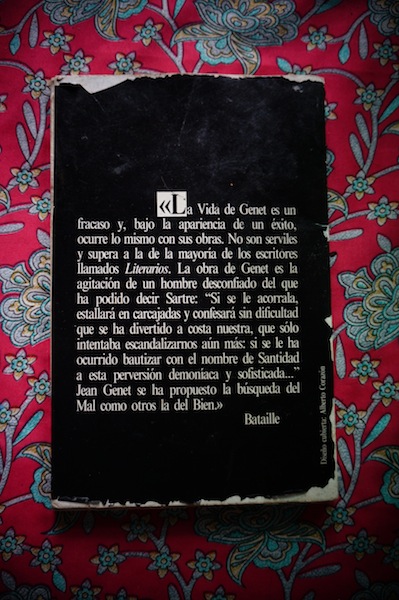 «La Vida de Genet es un
fracaso y, bajo la apariencia de un éxito,
ocurre lo mismo con sus obras. No son serviles
y supera a la de la mayoria de los escritores
llamados Literarios. La obra de Genet es la
agitación de un hombre desconfiado del que
ha podido decir Sartre: “Si se le acorrala,
estallará en carcajadas y confesará sin dificultad
que se ha divertido a costa nuestra, que sólo
intentaba escandalizarnos aún más: si se le ha
ocurrido bautizar con el nombre de Santidad
a esta perversión demoníaca y sofisticada...”
Jean Genet se ha propuesto la búsqueda del
Mal como otros la del Bien.»
Bataille
Diseño cubierta: Alberto Corazón